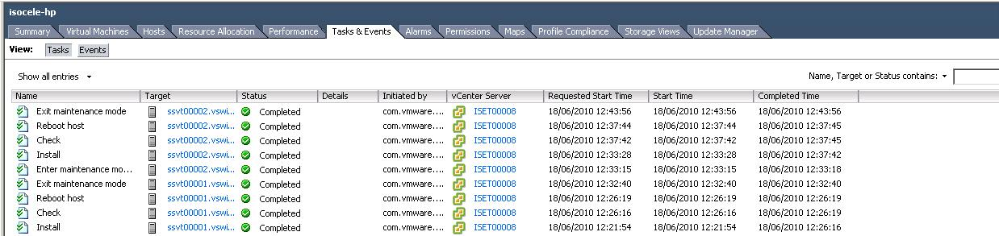 isocele-hp
Summary Virtual Machines Hosts Resource Allocation Performance Tasks & Events Alarms Permissions Maps Profile Compliance Storage Views Update Manager
View: Tasks Events
Show all entries Name, Target or Status contains:
Name Target Status Details Initiated by vCenter Server Requested Start Time Start Time Completed Time
Exit maintenance mode ssvt00002.vswi... Completed com.vmware.... ISET00008 18/06/2010 12:43:56 18/06/2010 12:43:56 18/06/2010 12:43:56
Reboot host ssvt00002.vswi... Completed com.vmware.... ISET00008 18/06/2010 12:37:44 18/06/2010 12:37:44 18/06/2010 12:37:45
Check ssvt00002.vswi... Completed com.vmware.... ISET00008 18/06/2010 12:37:42 18/06/2010 12:37:42 18/06/2010 12:37:45
Install ssvt00002.vswi... Completed com.vmware.... ISET00008 18/06/2010 12:33:28 18/06/2010 12:33:28 18/06/2010 12:37:42
Enter maintenance mo... ssvt00002.vswi... Completed com.vmware.... ISET00008 18/06/2010 12:33:15 18/06/2010 12:33:15 18/06/2010 12:33:18
Exit maintenance mode ssvt00001.vswi... Completed com.vmware.... ISET00008 18/06/2010 12:32:40 18/06/2010 12:32:40 18/06/2010 12:32:40
Reboot host ssvt00001.vswi... Completed com.vmware.... ISET00008 18/06/2010 12:26:19 18/06/2010 12:26:19 18/06/2010 12:26:19
Check ssvt00001.vswi... Completed com.vmware.... ISET00008 18/06/2010 12:26:16 18/06/2010 12:26:16 18/06/2010 12:26:19
Install ssvt00001.vswi... Completed com.vmware.... ISET00008 18/06/2010 12:21:54 18/06/2010 12:21:54 18/06/2010 12:26:16